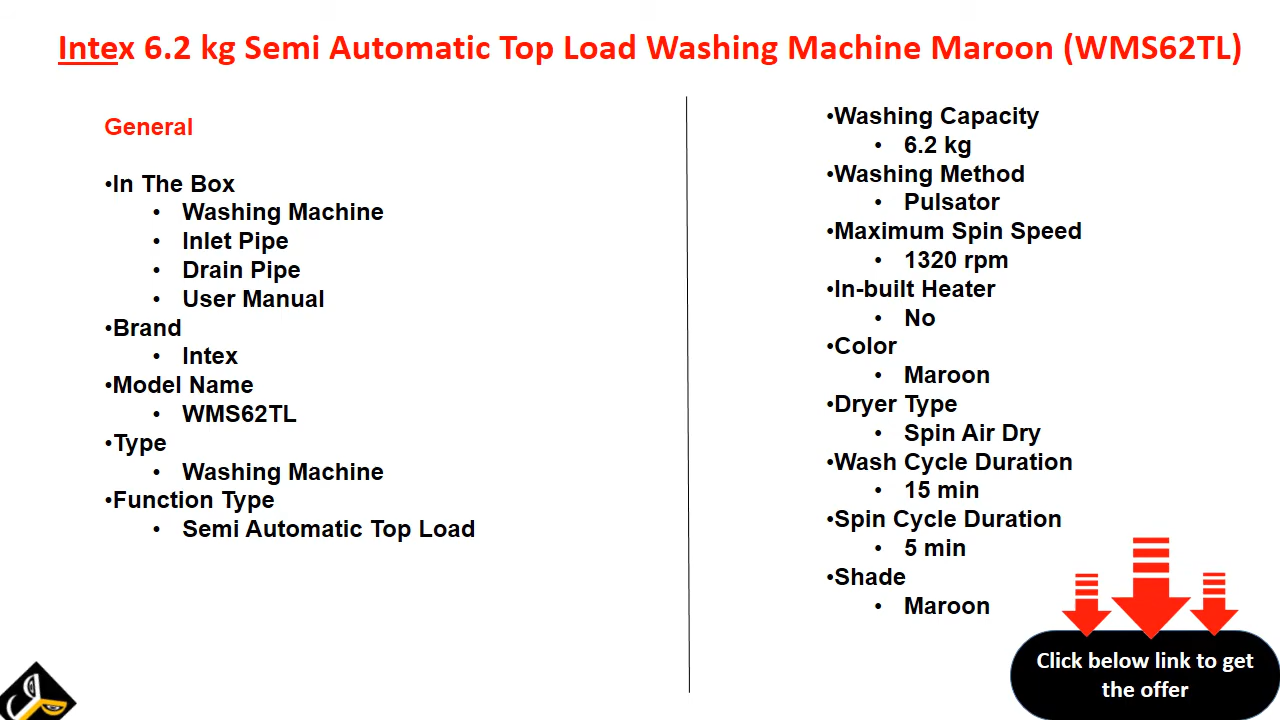 Intex 6.2 kg Semi Automatic Top Load Washing Machine Maroon (WMS62TL)
General
•In The Box
• Washing Machine
• Inlet Pipe
• Drain Pipe
• User Manual
•Brand
• Intex
•Model Name
• WMS62TL
•Type
• Washing Machine
•Function Type
• Semi Automatic Top Load
•Washing Capacity
• 6.2 kg
•Washing Method
• Pulsator
•Maximum Spin Speed
• 1320 rpm
•In-built Heater
• No
•Color
• Maroon
•Dryer Type
• Spin Air Dry
•Wash Cycle Duration
• 15 min
•Spin Cycle Duration
• 5 min
•Shade
• Maroon
Click below link to get
the offer